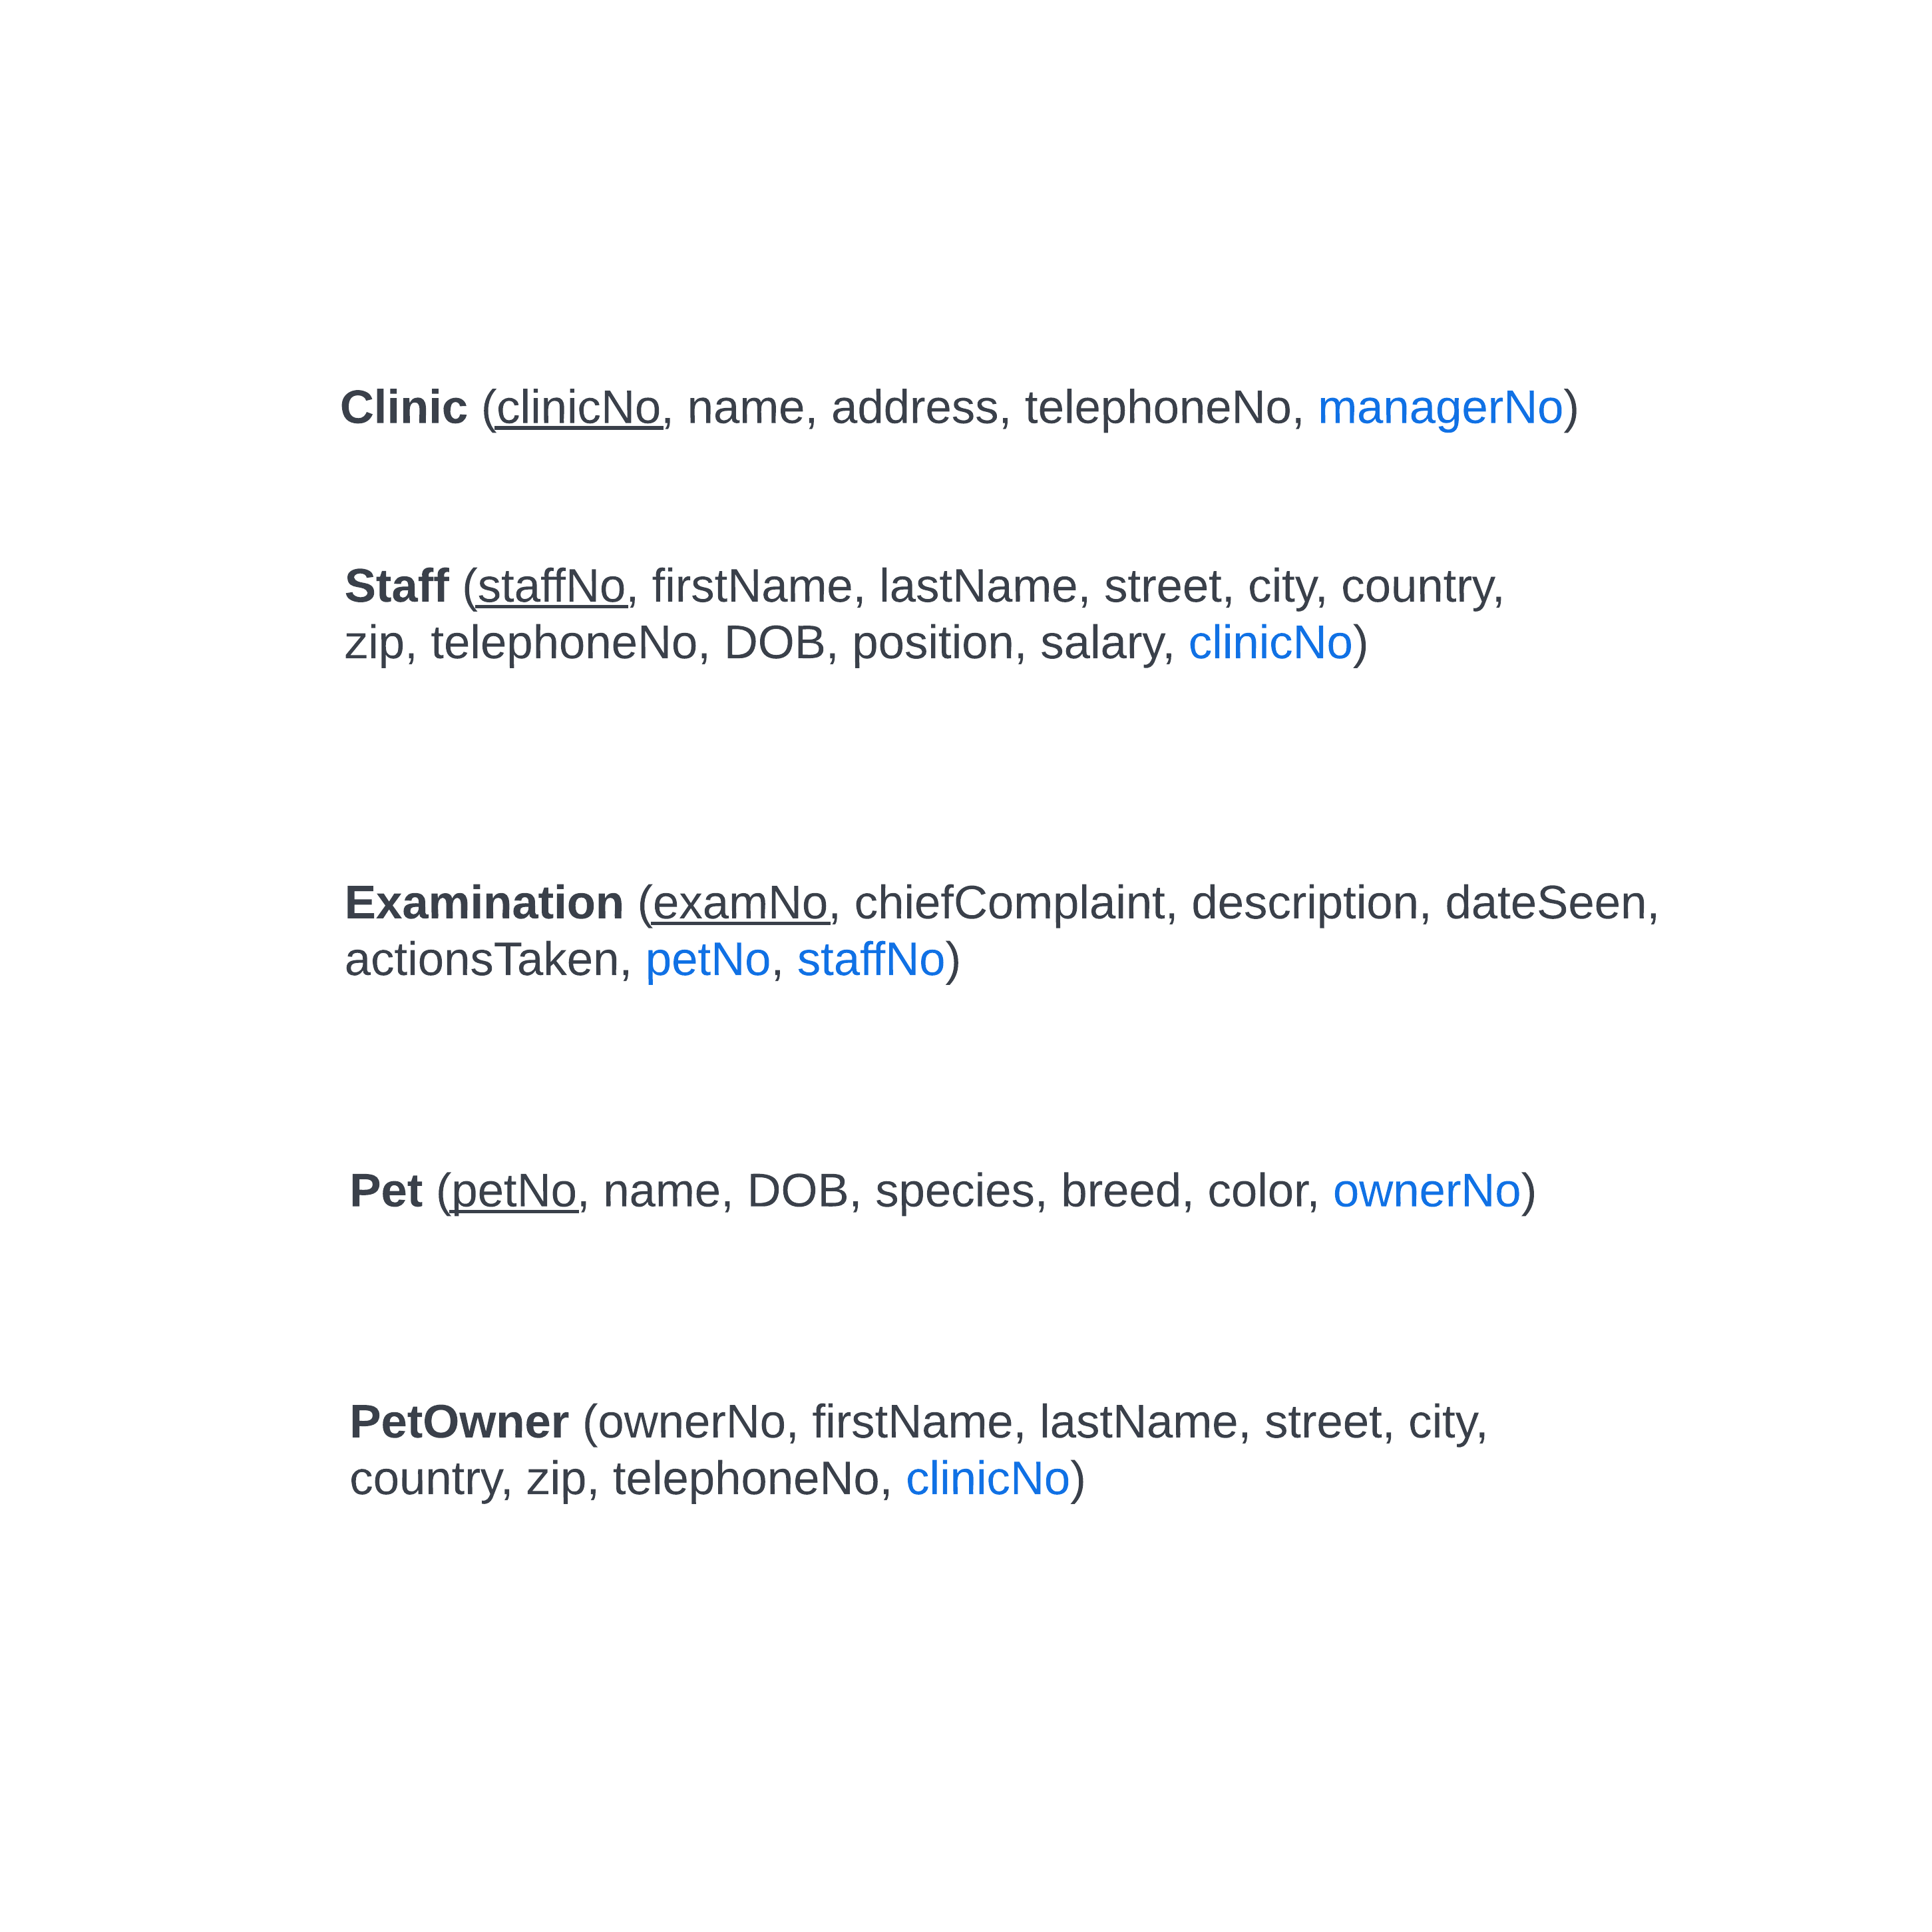 Clinic (clinicNo, name, address, telephoneNo, managerNo)
Staff (staffNo, firstName, lastName, street, city, country,
zip, telephoneNo, DOB, position, salary, clinicNo)
Examination (examNo, chiefComplaint, description, dateSeen,
actionsTaken, petNo, staffNo)
Pet (petNo, name, DOB, species, breed, color, ownerNo)
PetOwner (ownerNo, firstName, lastName, street, city,
country, zip, telephoneNo, clinicNo)